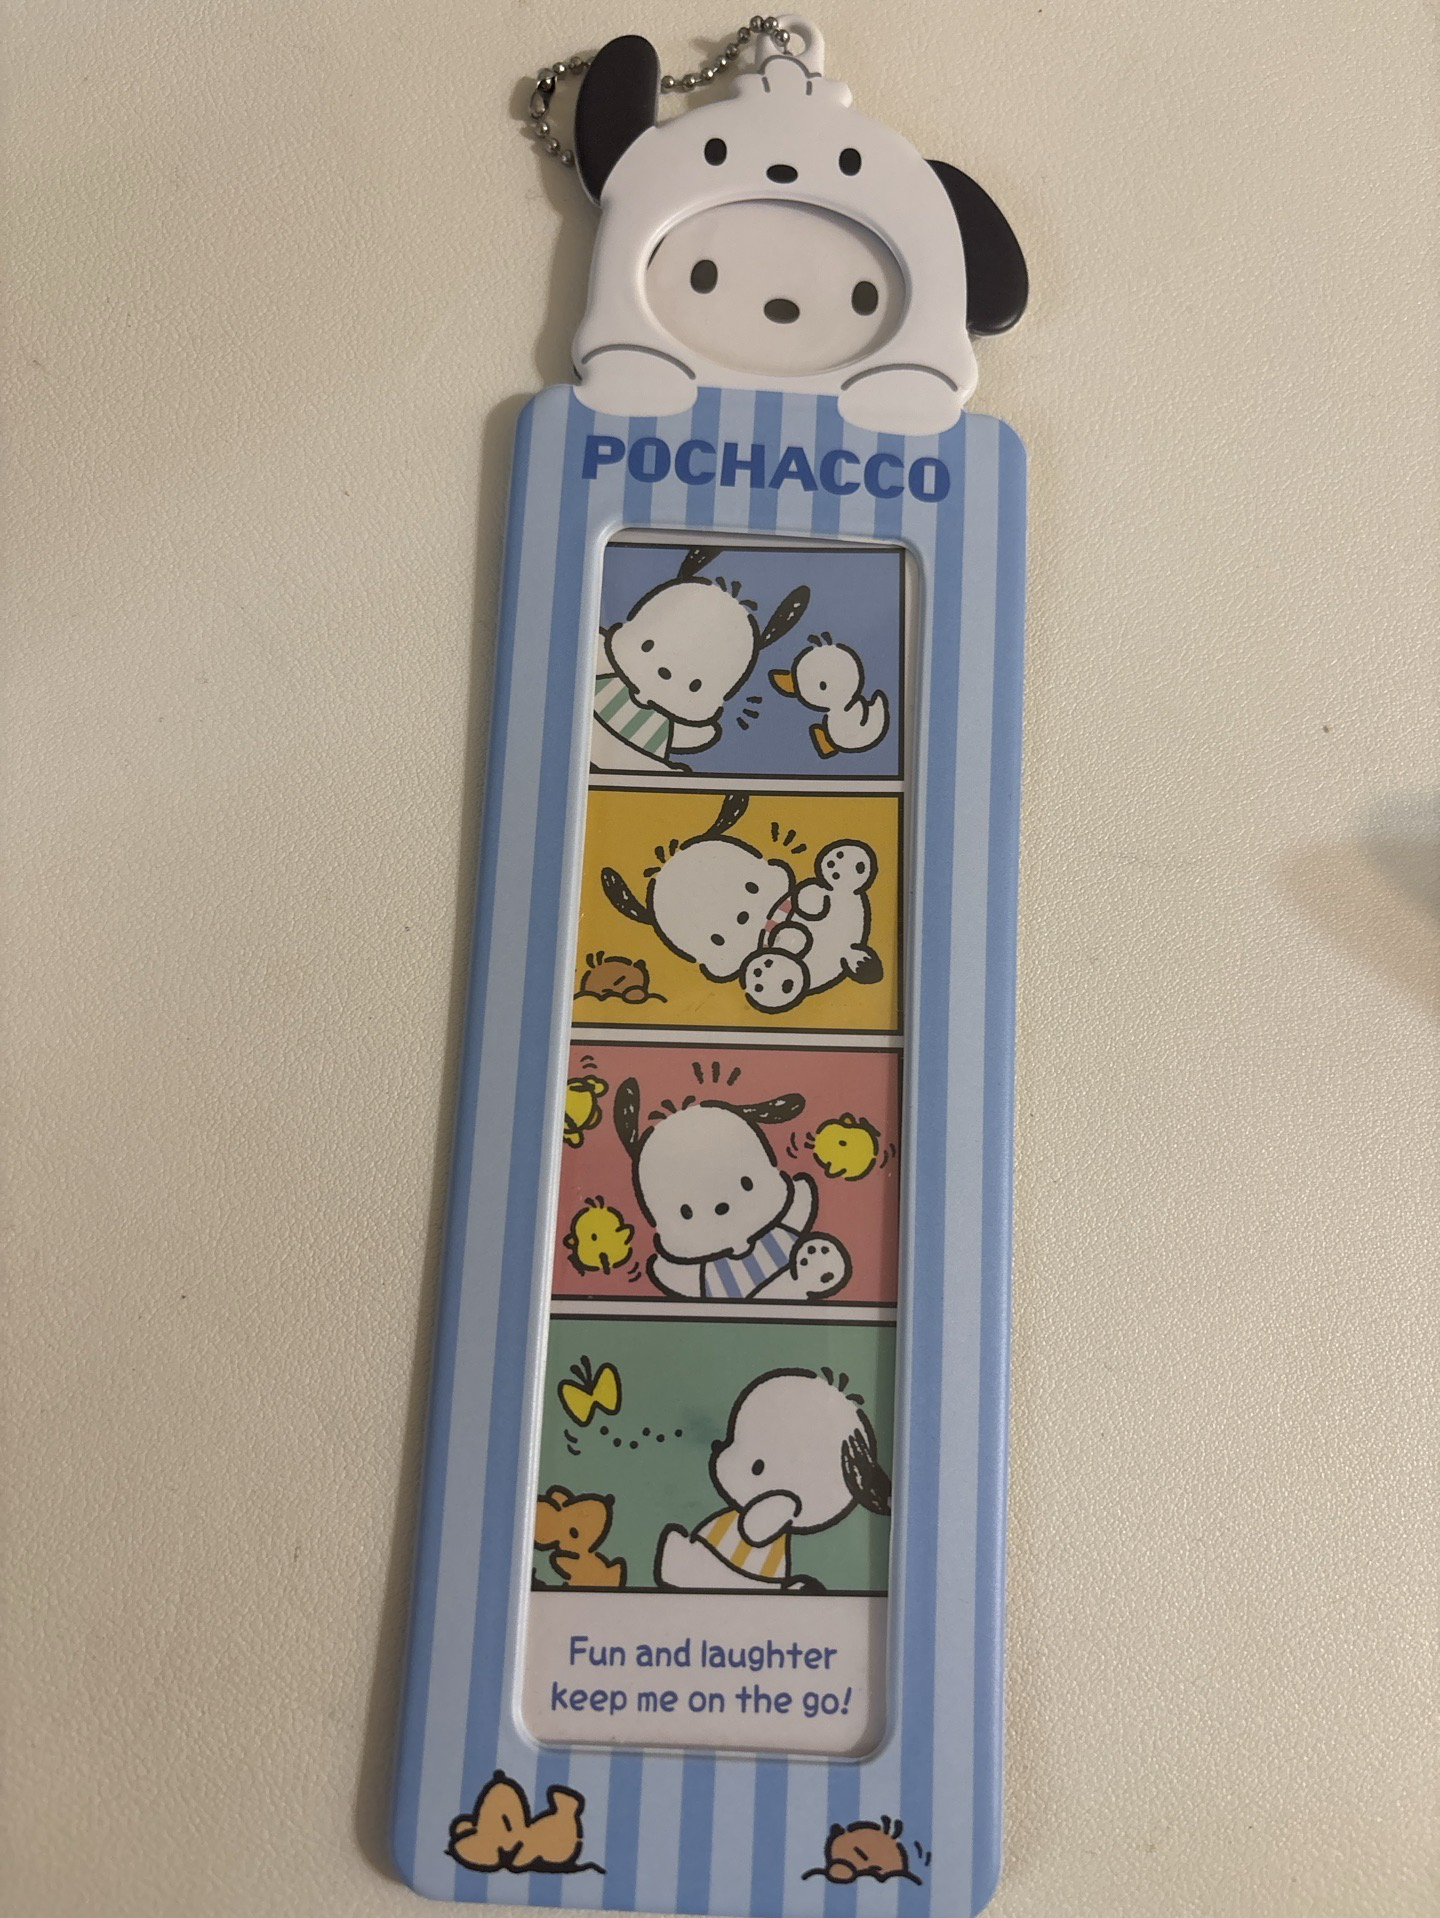 POCHACCO
Fun and laughter
keep me on the go!